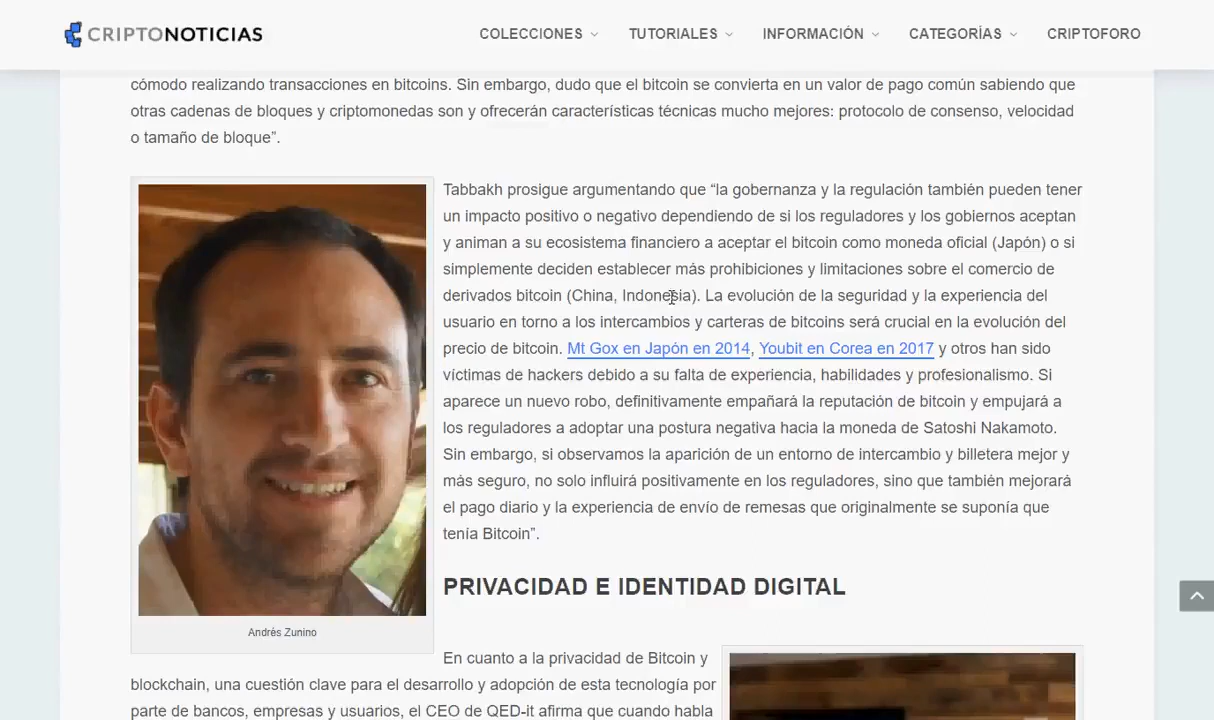 CRIPTONOTICIAS
COLECCIONES
TUTORIALES
INFORMACIÓN
CATEGORÍAS
CRIPTOFORO
cómodo realizando transacciones en bitcoins. Sin embargo, dudo que el bitcoin se convierta en un valor de pago común sabiendo que
otras cadenas de bloques y criptomonedas son y ofrecerán características técnicas mucho mejores: protocolo de consenso, velocidad
o tamaño de bloque”.
Tabbakh prosigue argumentando que “la gobernanza y la regulación también pueden tener
un impacto positivo o negativo dependiendo de si los reguladores y los gobiernos aceptan
y animan a su ecosistema financiero a aceptar el bitcoin como moneda oficial (Japón) o si
simplemente deciden establecer más prohibiciones y limitaciones sobre el comercio de
derivados bitcoin (China, Indonesia). La evolución de la seguridad y la experiencia del
usuario en torno a los intercambios y carteras de bitcoins será crucial en la evolución del
precio de bitcoin. Mt Gox en Japón en 2014, Youbit en Corea en 2017 y otros han sido
víctimas de hackers debido a su falta de experiencia, habilidades y profesionalismo. Si
aparece un nuevo robo, definitivamente empañará la reputación de bitcoin y empujará a
los reguladores a adoptar una postura negativa hacia la moneda de Satoshi Nakamoto.
Sin embargo, si observamos la aparición de un entorno de intercambio y billetera mejor y
más seguro, no solo influirá positivamente en los reguladores, sino que también mejorará
el pago diario y la experiencia de envío de remesas que originalmente se suponía que
tenía Bitcoin”.
Andrés Zunino
PRIVACIDAD E IDENTIDAD DIGITAL
En cuanto a la privacidad de Bitcoin y
blockchain, una cuestión clave para el desarrollo y adopción de esta tecnología por
parte de bancos, empresas y usuarios, el CEO de QED-it afirma que cuando habla